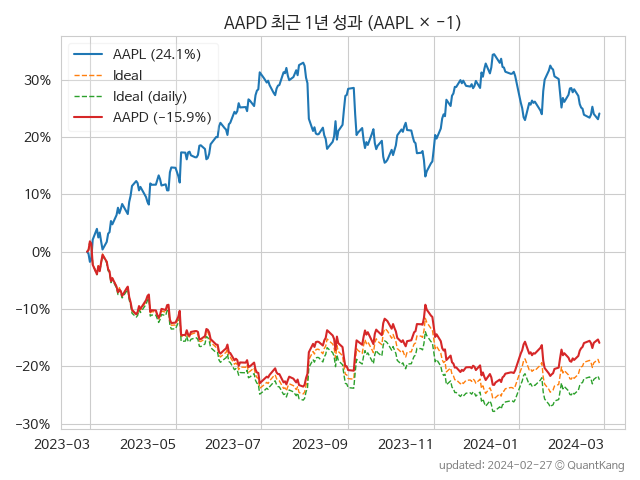 AAPD 최근 1년 성과 (AAPL × −1)
AAPL (24.1%)
Ideal
Ideal (daily)
AAPD (−15.9%)
30%
20%
10%
0%
−10%
−20%
−30%
2023-03 2023-05 2023-07 2023-09 2023-11 2024-01 2024-03
updated: 2024-02-27 © QuantKang